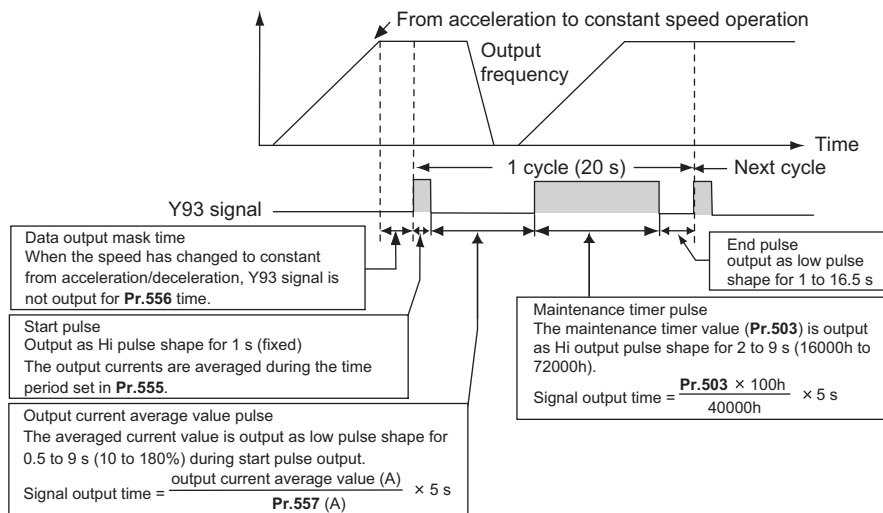 From acceleration to constant speed operation
Output
frequency
Time
1 cycle (20 s)
Next cycle
Y93 signal
Data output mask time
When the speed has changed to constant
from acceleration/deceleration, Y93 signal is
not output for Pr.556 time.
End pulse
output as low pulse
shape for 1 to 16.5 s
Start pulse
Output as Hi pulse shape for 1 s (fixed)
The output currents are averaged during the time
period set in Pr.555.
Maintenance timer pulse
The maintenance timer value (Pr.503) is output
as Hi output pulse shape for 2 to 9 s (16000h to
72000h).
Signal output time = Pr.503 × 100h
40000h
× 5 s
Output current average value pulse
The averaged current value is output as low pulse shape for
0.5 to 9 s (10 to 180%) during start pulse output.
Signal output time = output current average value (A)
Pr.557 (A)
× 5 s